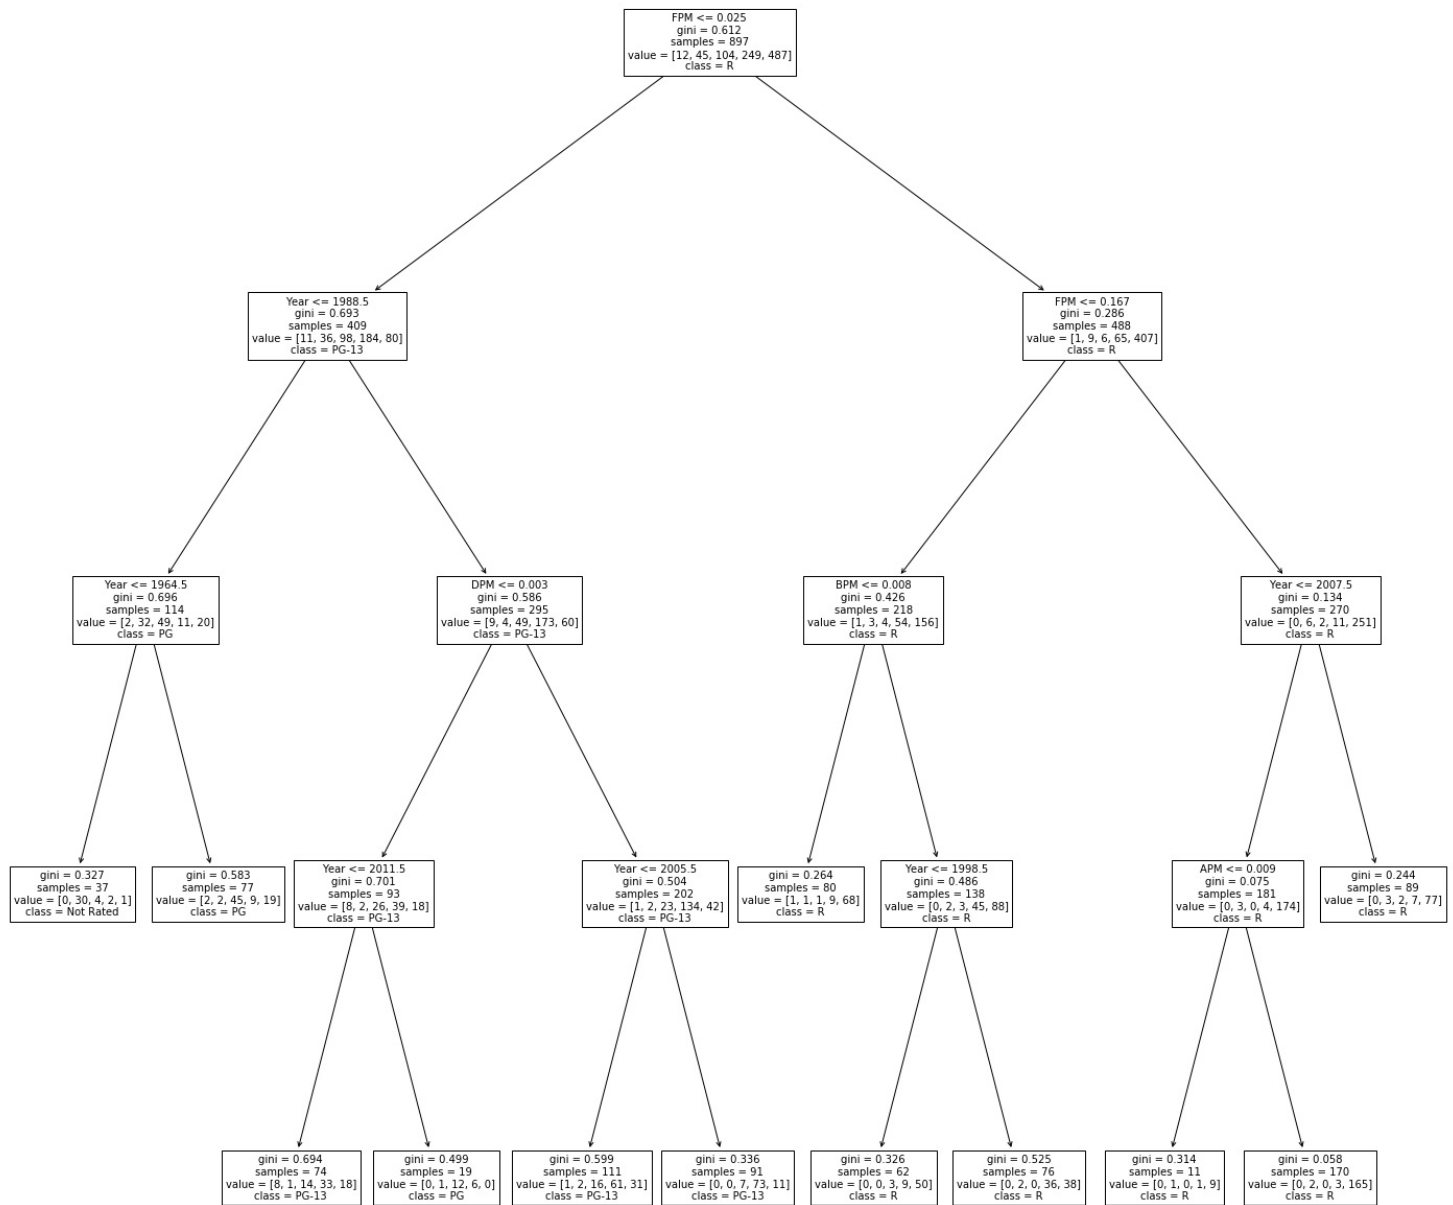 FPM <= 0.025
gini = 0.612
samples = 897
value = [12, 45, 104, 249, 487]
class = R
Year <= 1988.5
gini = 0.693
samples = 409
value = [11, 36, 98, 184, 80]
class = PG-13
FPM <= 0.167
gini = 0.286
samples = 488
value = [1, 9, 6, 65, 407]
class = R
Year <= 1964.5
gini = 0.696
samples = 114
value = [2, 32, 49, 11, 20]
class = PG
DPM <= 0.003
gini = 0.586
samples = 295
value = [9, 4, 49, 173, 60]
class = PG-13
BPM <= 0.008
gini = 0.426
samples = 218
value = [1, 3, 4, 54, 156]
class = R
Year <= 2007.5
gini = 0.134
samples = 270
value = [0, 6, 2, 11, 251]
class = R
gini = 0.327
samples = 37
value = [0, 30, 4, 2, 1]
class = Not Rated
gini = 0.583
samples = 77
value = [2, 2, 45, 9, 19]
class = PG
Year <= 2011.5
gini = 0.701
samples = 93
value = [8, 2, 26, 39, 18]
class = PG-13
Year <= 2005.5
gini = 0.504
samples = 202
value = [1, 2, 23, 134, 42]
class = PG-13
gini = 0.264
samples = 80
value = [1, 1, 1, 9, 68]
class = R
Year <= 1998.5
gini = 0.486
samples = 138
value = [0, 2, 3, 45, 88]
class = R
APM <= 0.009
gini = 0.075
samples = 181
value = [0, 3, 0, 4, 174]
class = R
gini = 0.244
samples = 89
value = [0, 3, 2, 7, 77]
class = R
gini = 0.694
samples = 74
value = [8, 1, 14, 33, 18]
class = PG-13
gini = 0.499
samples = 19
value = [0, 1, 12, 6, 0]
class = PG
gini = 0.599
samples = 111
value = [1, 2, 16, 61, 31]
class = PG-13
gini = 0.336
samples = 91
value = [0, 0, 7, 73, 11]
class = PG-13
gini = 0.326
samples = 62
value = [0, 0, 3, 9, 50]
class = R
gini = 0.525
samples = 76
value = [0, 2, 0, 36, 38]
class = R
gini = 0.314
samples = 11
value = [0, 1, 0, 1, 9]
class = R
gini = 0.058
samples = 170
value = [0, 2, 0, 3, 165]
class = R